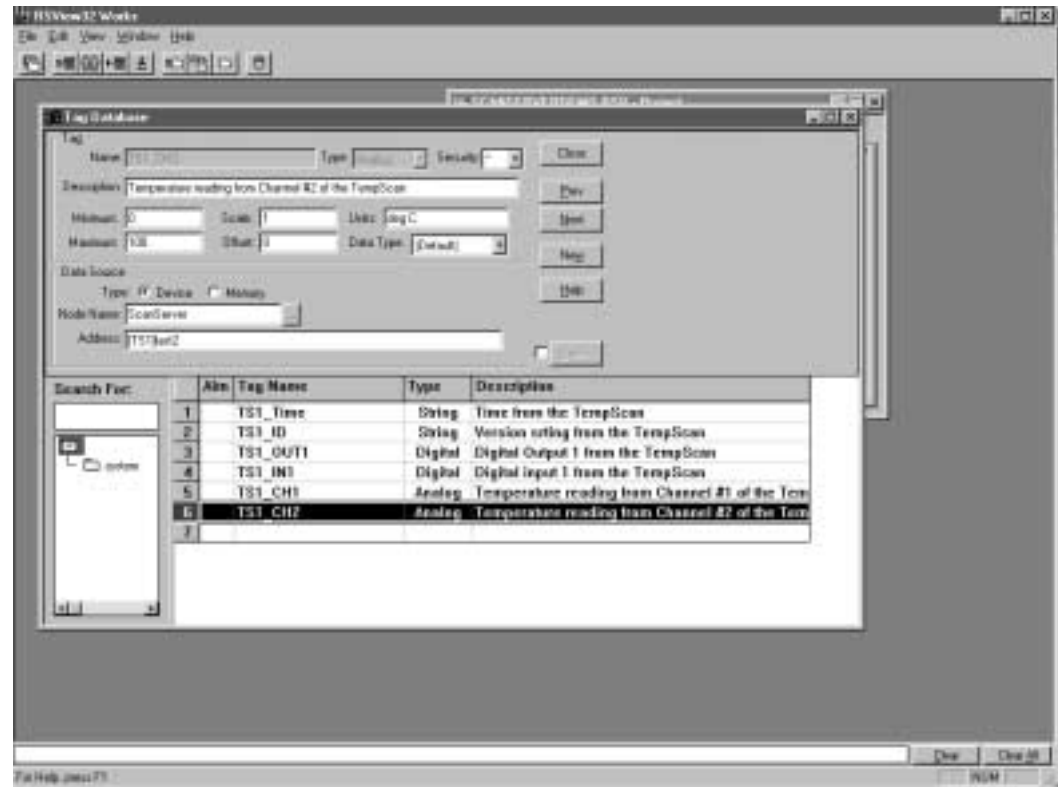 RSView32 Works
File Edit View Window Help
Tag Database
Tag
Name: TS1_CH2 Type: Analog Security: *
Close
Description: Temperature reading from Channel #2 of the TempScan
Prev
Minimum: 0 Scale: 1 Units: deg C
Next
Maximum: 100 Offset: 0 Data Type: (Default)
New
Data Source
Type: Device Memory
Help
Node Name: ScanServer ...
Address:
Search For:
Alm Tag Name Type Description
1 TS1_Time String Time from the TempScan
2 TS1_ID String Version from the TempScan
3 TS1_OUT1 Digital Digital Output 1 from the TempScan
4 TS1_IN1 Digital Digital input 1 from the TempScan
5 TS1_CH1 Analog Temperature reading from Channel #1 of the Tem
6 TS1_CH2 Analog Temperature reading from Channel #2 of the Tem
7
system
Clear Clear All
For Help, press F1
NUM